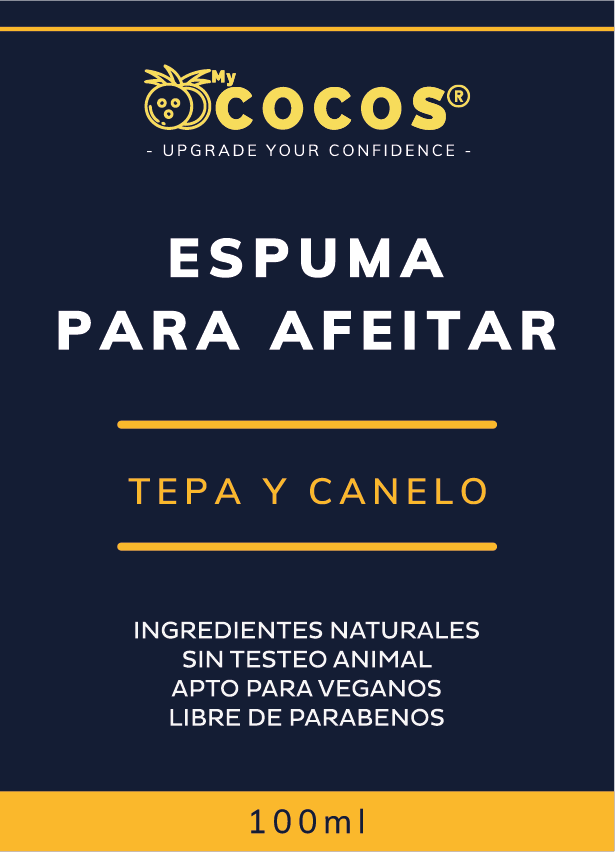 My
COCOS®
- UPGRADE YOUR CONFIDENCE -
ESPUMA
PARA AFEITAR
TEPA Y CANELO
INGREDIENTES NATURALES
SIN TESTEO ANIMAL
APTO PARA VEGANOS
LIBRE DE PARABENOS
100ml